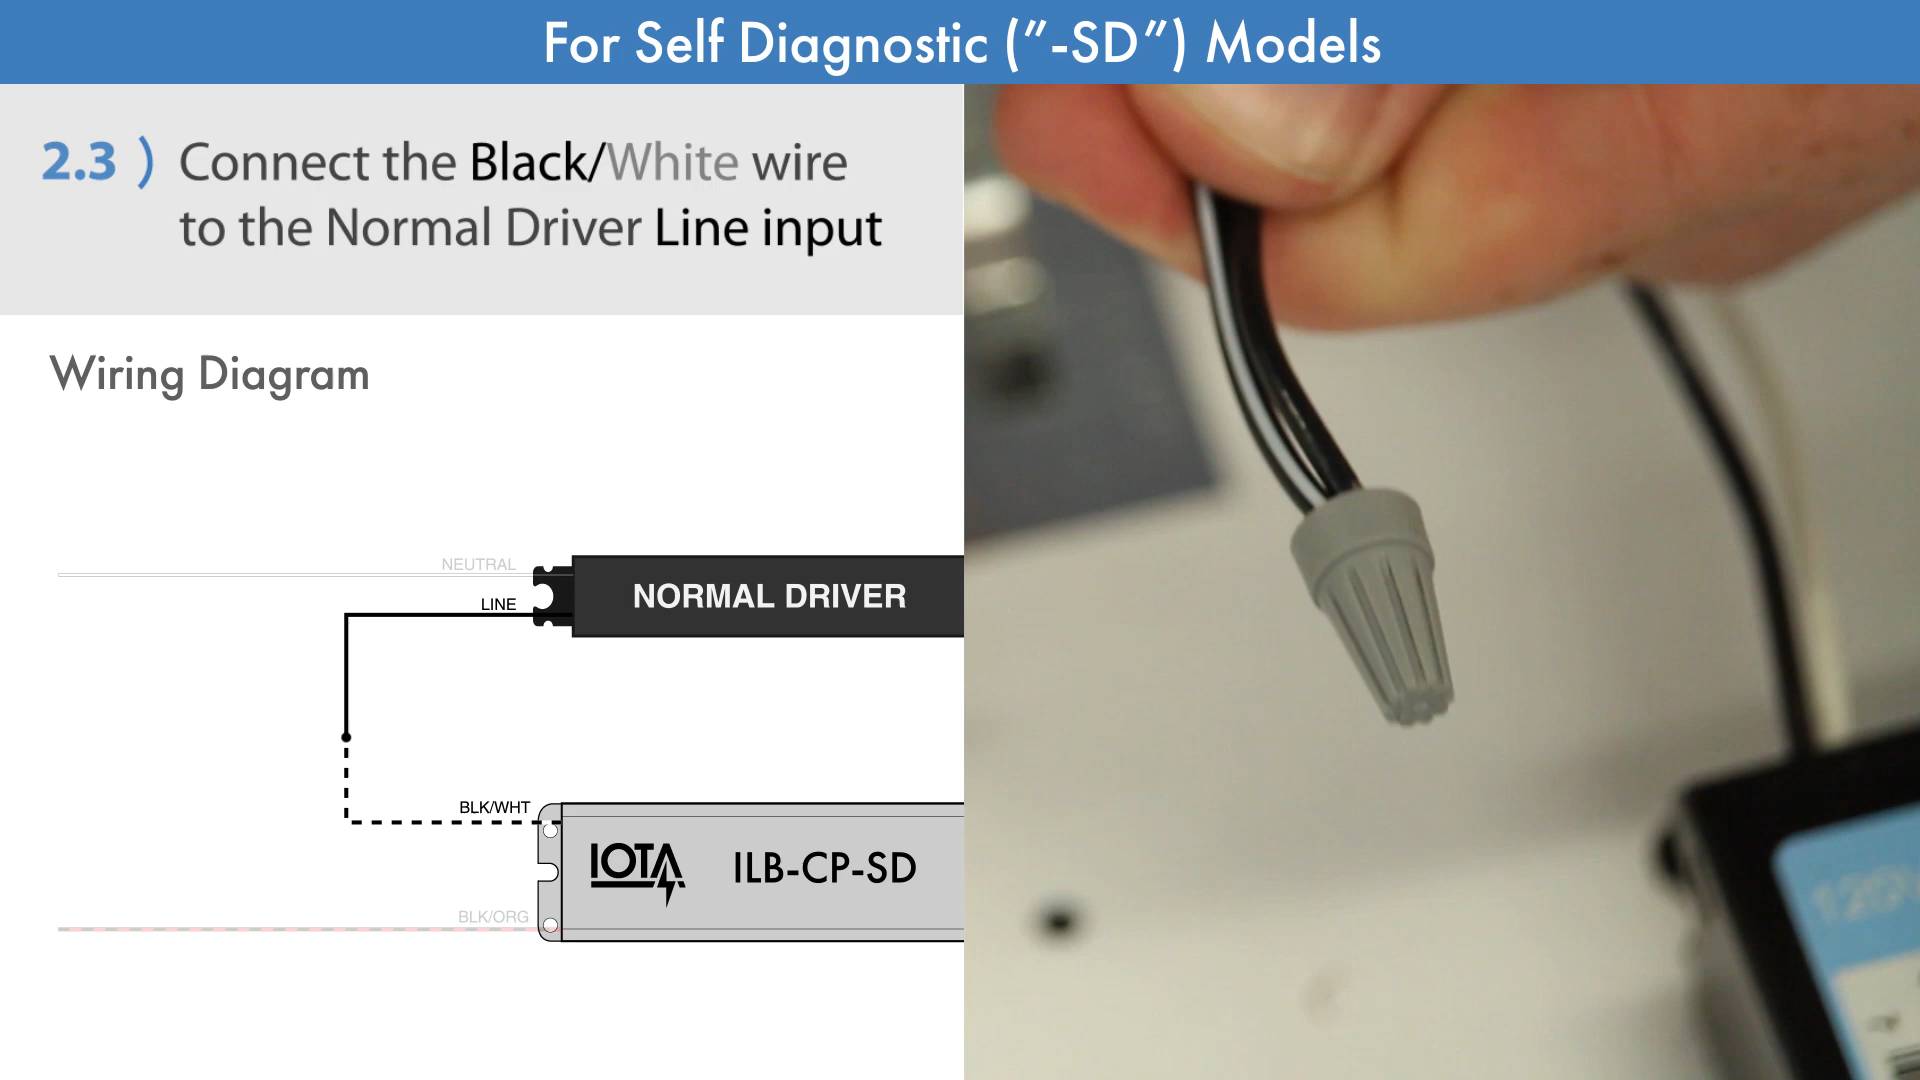 For Self Diagnostic ("-SD") Models
2.3 ) Connect the Black/White wire
to the Normal Driver Line input
Wiring Diagram
NEUTRAL
LINE
NORMAL DRIVER
BLK/WHT
IOTA ILB-CP-SD
BLK/ORG